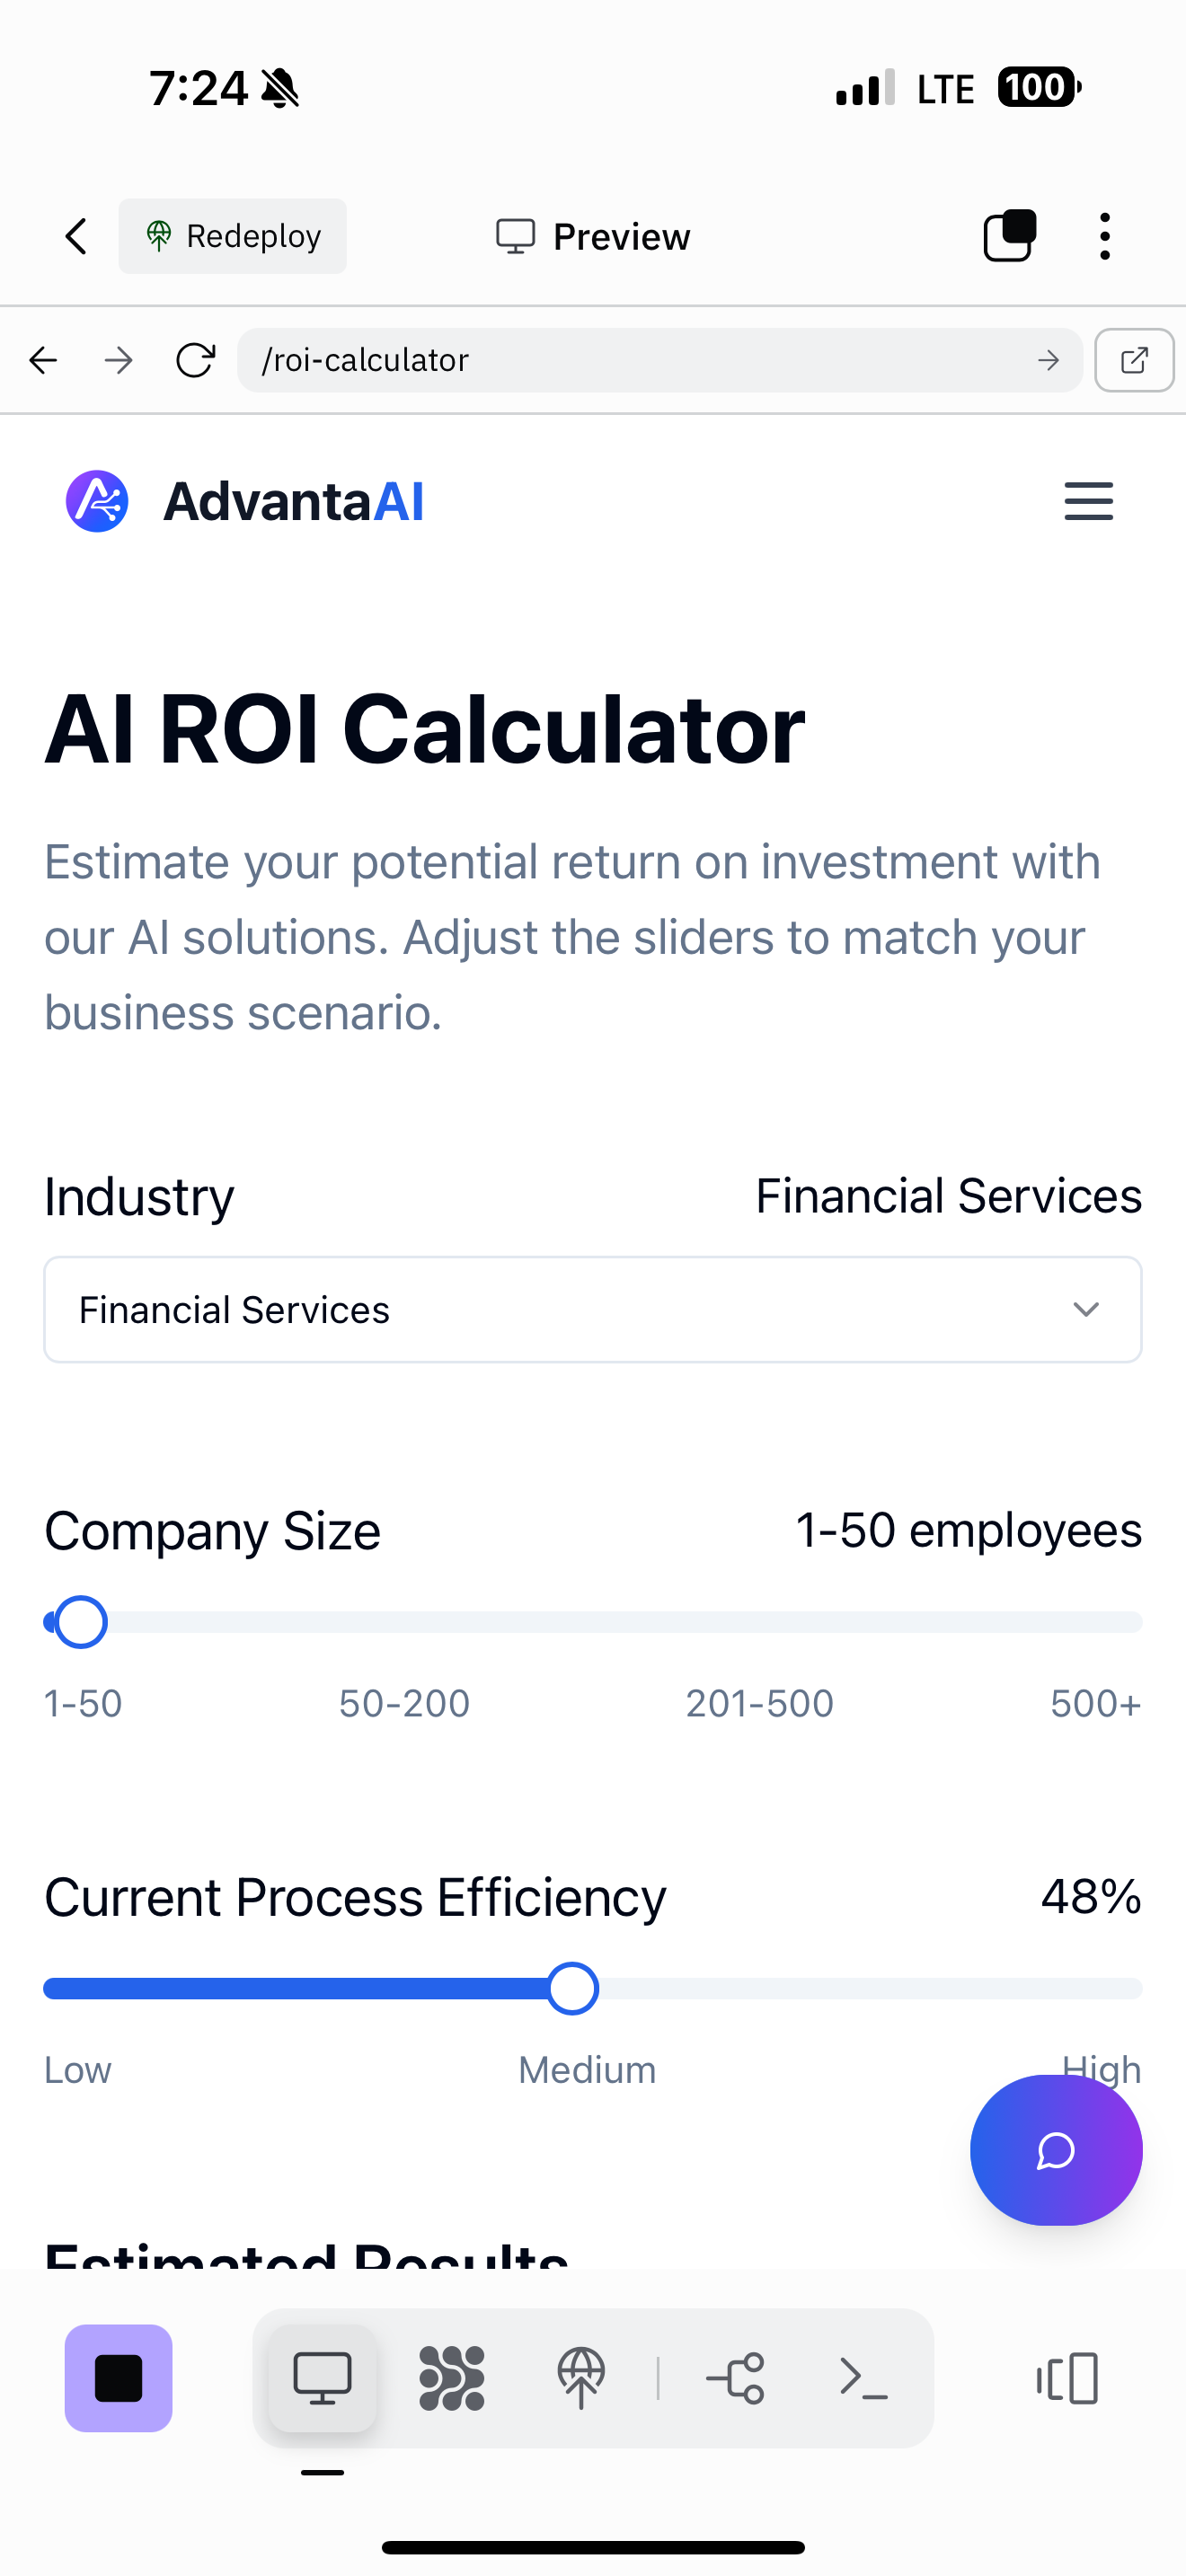 7:24
LTE
100
Redeploy
Preview
/roi-calculator
AdvantaAI
AI ROI Calculator
Estimate your potential return on investment with
our AI solutions. Adjust the sliders to match your
business scenario.
Industry
Financial Services
Financial Services
Company Size
1-50 employees
1-50
50-200
201-500
500+
Current Process Efficiency
48%
Low
Medium
High
Estimated Results